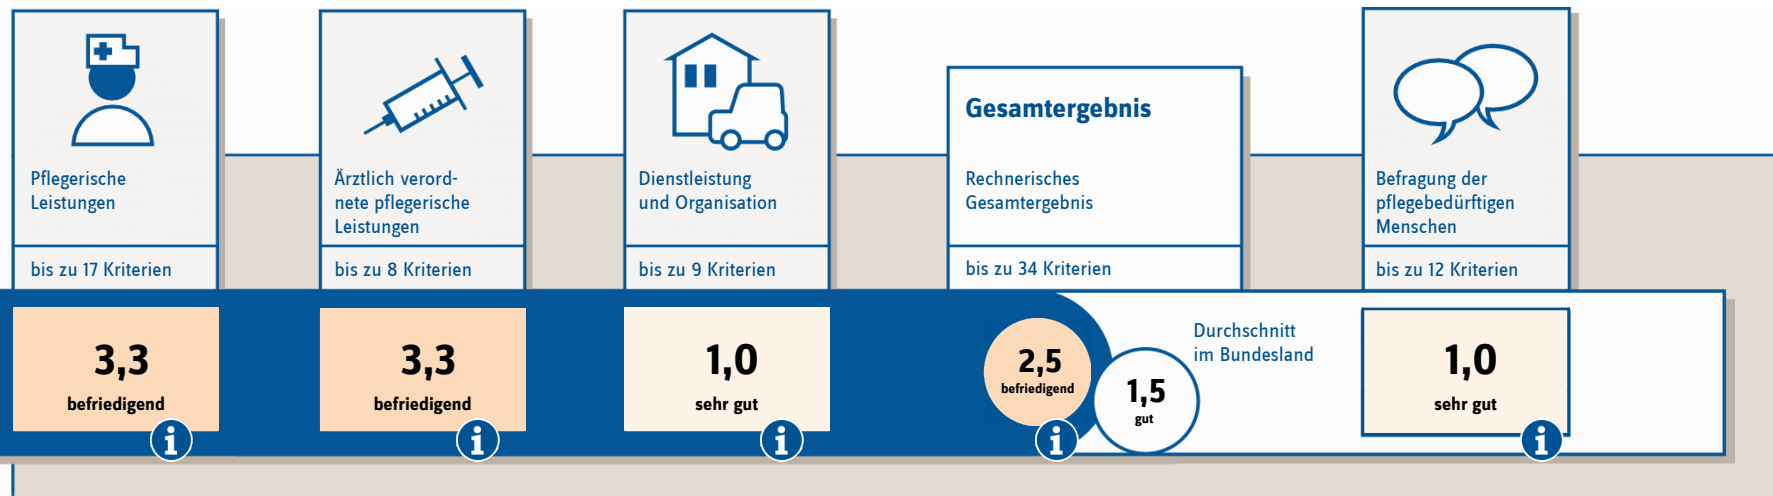 Pflegerische
Leistungen
bis zu 17 Kriterien
3,3
befriedigend
Ärztlich verord-
nete pflegerische
Leistungen
bis zu 8 Kriterien
3,3
befriedigend
Dienstleistung
und Organisation
bis zu 9 Kriterien
1,0
sehr gut
Gesamtergebnis
Rechnerisches
Gesamtergebnis
bis zu 34 Kriterien
2,5
befriedigend
1,5
gut
Durchschnitt
im Bundesland
Befragung der
pflegebedürftigen
Menschen
bis zu 12 Kriterien
1,0
sehr gut